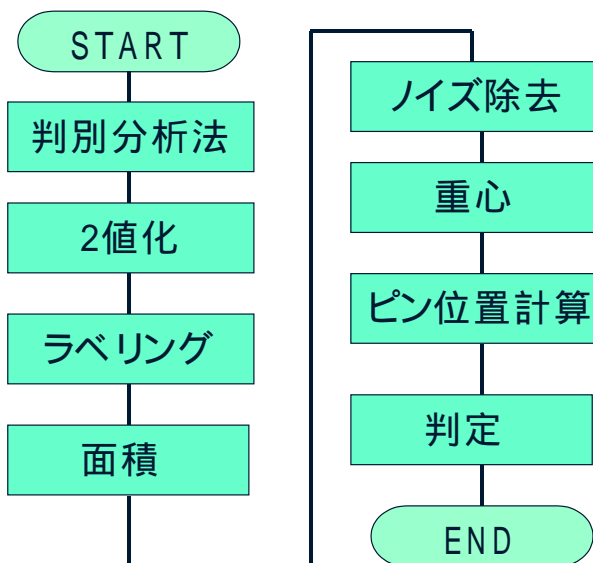 START
判別分析法
2値化
ラベリング
面積
ノイズ除去
重心
ピン位置計算
判定
END